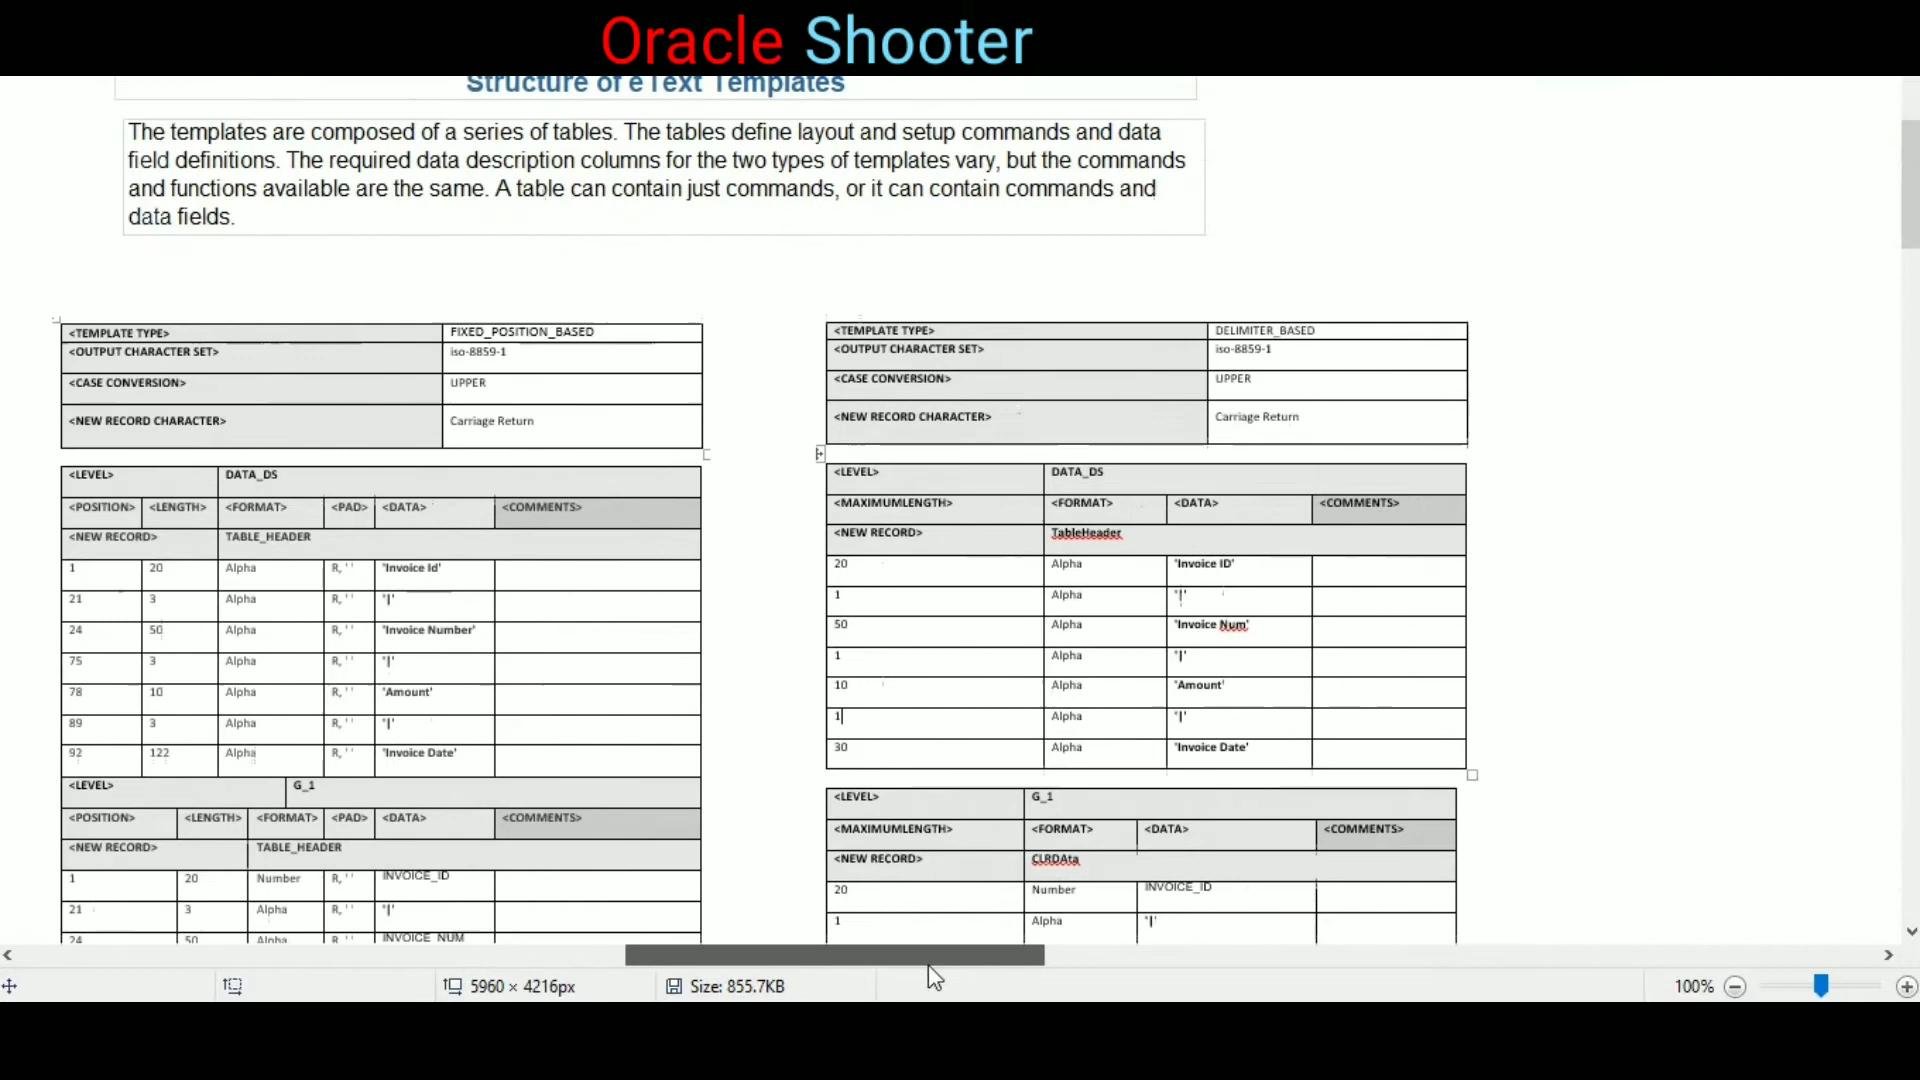 Oracle Shooter
Structure of eText Templates
The templates are composed of a series of tables. The tables define layout and setup commands and data
field definitions. The required data description columns for the two types of templates vary, but the commands
and functions available are the same. A table can contain just commands, or it can contain commands and
data fields.
<TEMPLATE TYPE> FIXED_POSITION_BASED
<OUTPUT CHARACTER SET> iso-8859-1
<CASE CONVERSION> UPPER
<NEW RECORD CHARACTER> Carriage Return
<LEVEL> DATA_DS
<POSITION> <LENGTH> <FORMAT> <PAD> <DATA> <COMMENTS>
<NEW RECORD> TABLE_HEADER
1 20 Alpha R, ' ' 'Invoice Id'
21 3 Alpha R, ' ' '|'
24 50 Alpha R, ' ' 'Invoice Number'
75 3 Alpha R, ' ' '|'
78 10 Alpha R, ' ' 'Amount'
89 3 Alpha R, ' ' '|'
92 122 Alpha R, ' ' 'Invoice Date'
<LEVEL> G_1
<POSITION> <LENGTH> <FORMAT> <PAD> <DATA> <COMMENTS>
<NEW RECORD> TABLE_HEADER
1 20 Number R, ' ' INVOICE_ID
21 3 Alpha R, ' ' '|'
24 50 Alpha R ' ' INVOICE_NUM
<TEMPLATE TYPE> DELIMITER_BASED
<OUTPUT CHARACTER SET> iso-8859-1
<CASE CONVERSION> UPPER
<NEW RECORD CHARACTER> Carriage Return
<LEVEL> DATA_DS
<MAXIMUMLENGTH> <FORMAT> <DATA> <COMMENTS>
<NEW RECORD> TableHeader
20 Alpha 'Invoice ID'
1 Alpha '|'
50 Alpha 'Invoice Num'
1 Alpha '|'
10 Alpha 'Amount'
1 Alpha '|'
30 Alpha 'Invoice Date'
<LEVEL> G_1
<MAXIMUMLENGTH> <FORMAT> <DATA> <COMMENTS>
<NEW RECORD> CLRDAta
20 Number INVOICE_ID
1 Alpha '|'
5960 × 4216px
Size: 855.7KB
100%